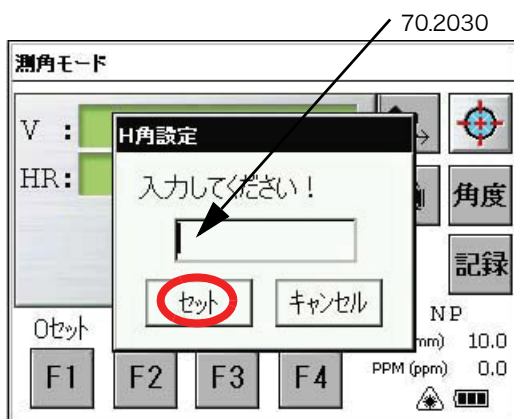 70.2030
測角モード
V :
H角設定
HR:
入力してください！
角度
記録
セット
キャンセル
NP
0セット
mm) 10.0
F1 F2 F3 F4
PPM (ppm) 0.0